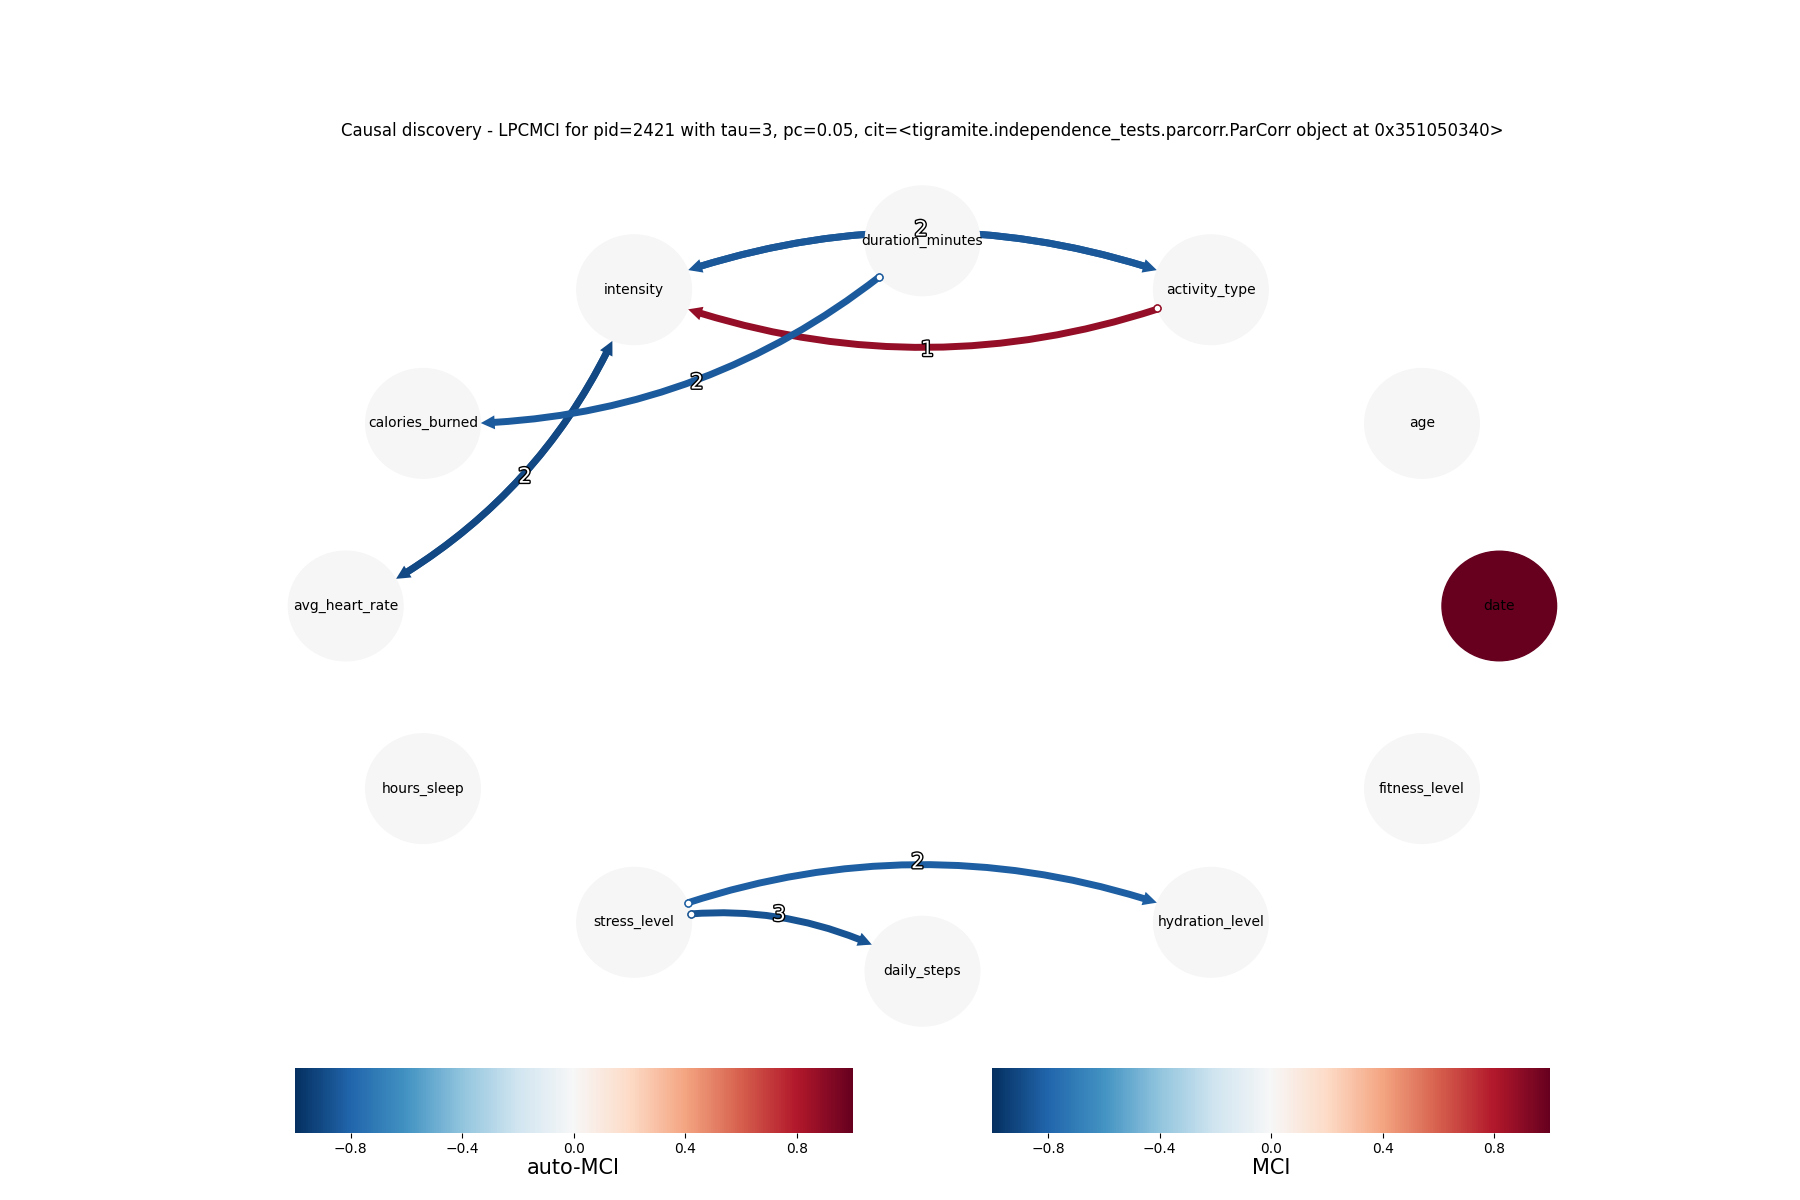 Causal discovery - LPCMCI for pid=2421 with tau=3, pc=0.05, cit=<tigramite.independence_tests.parcorr.ParCorr object at 0x351050340>
2
duration_minutes
intensity
activity_type
1
2
calories_burned
age
2
avg_heart_rate
date
hours_sleep
fitness_level
2
3
stress_level
hydration_level
daily_steps
−0.8 −0.4 0.0 0.4 0.8
auto-MCI
−0.8 −0.4 0.0 0.4 0.8
MCI